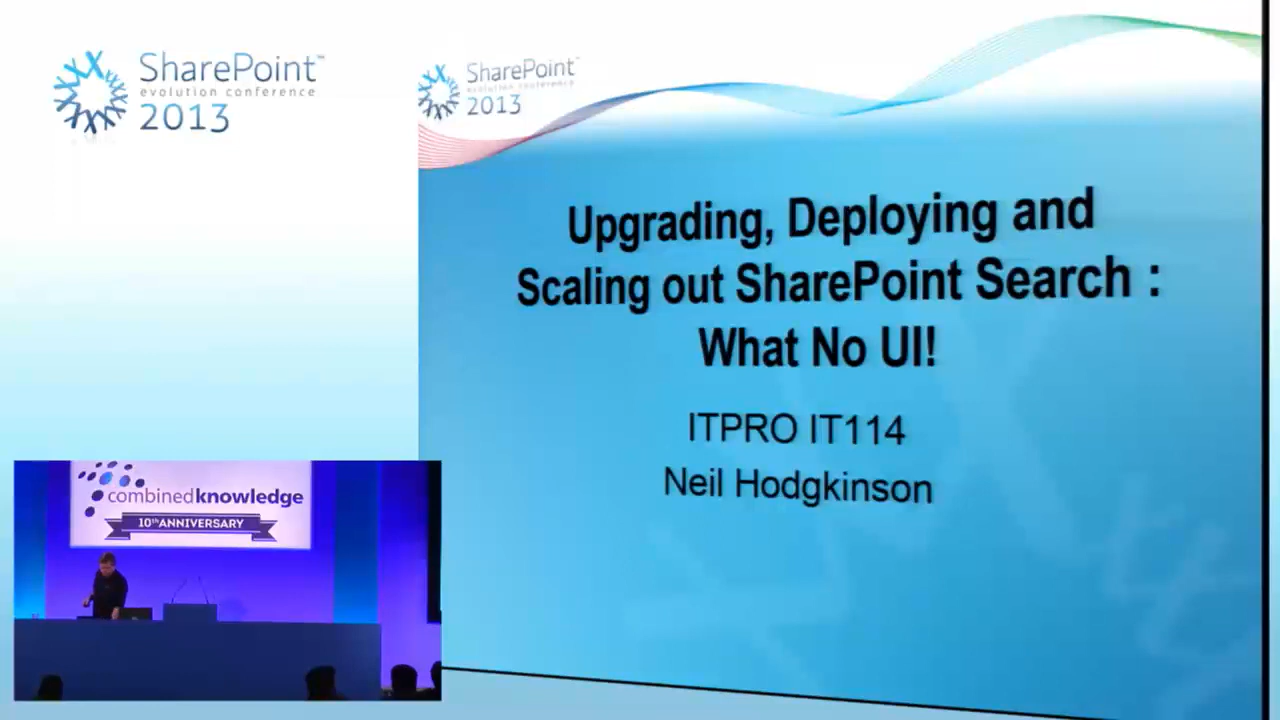 SharePoint™
evolution conference
2013
SharePoint™
evolution conference
2013
Upgrading, Deploying and
Scaling out SharePoint Search :
What No UI!
ITPRO IT114
Neil Hodgkinson
combinedknowledge
10th ANNIVERSARY